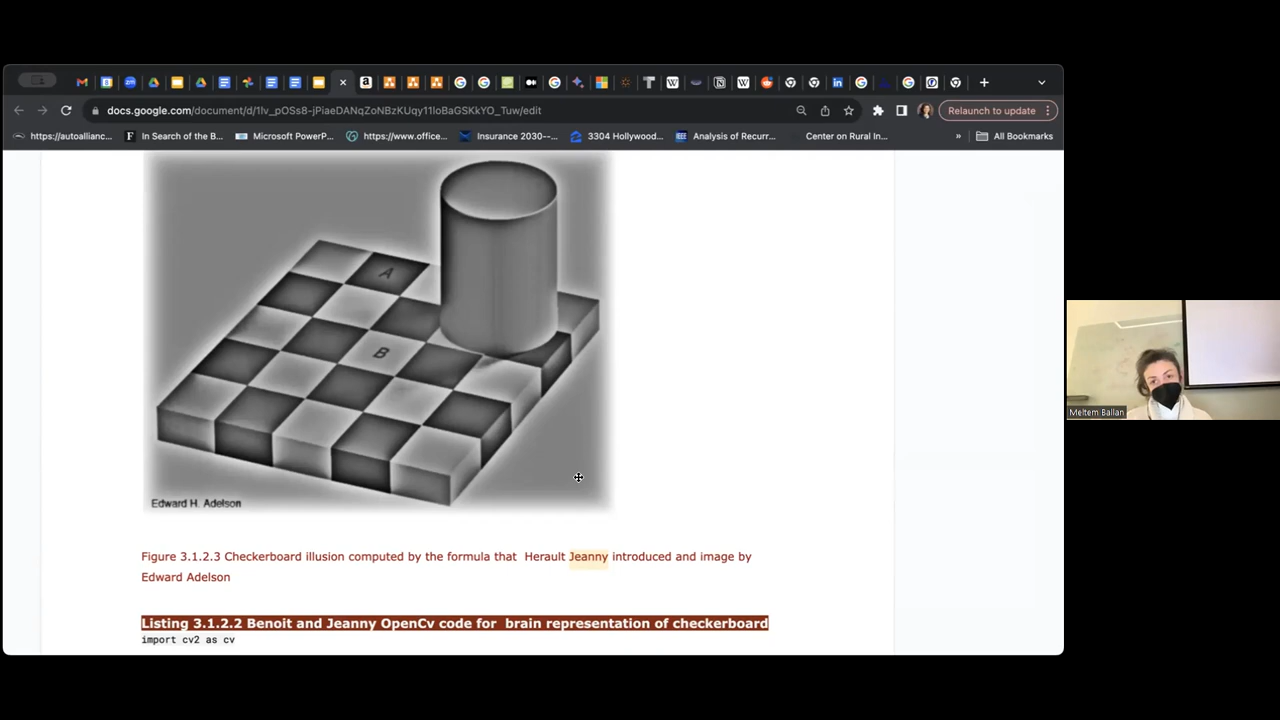 docs.google.com/document/d/1lv_pOSs8-jPiaeDANqZoNBzKUqy11loBaGSKkYO_Tuw/edit
Relaunch to update
https://autoallianc...
In Search of the B...
Microsoft PowerP...
https://www.office...
Insurance 2030--...
3304 Hollywood...
Analysis of Recurr...
Center on Rural In...
»
All Bookmarks
A
B
Edward H. Adelson
Meltem Ballan
Figure 3.1.2.3 Checkerboard illusion computed by the formula that Herault Jeanny introduced and image by
Edward Adelson
Listing 3.1.2.2 Benoit and Jeanny OpenCv code for brain representation of checkerboard
import cv2 as cv